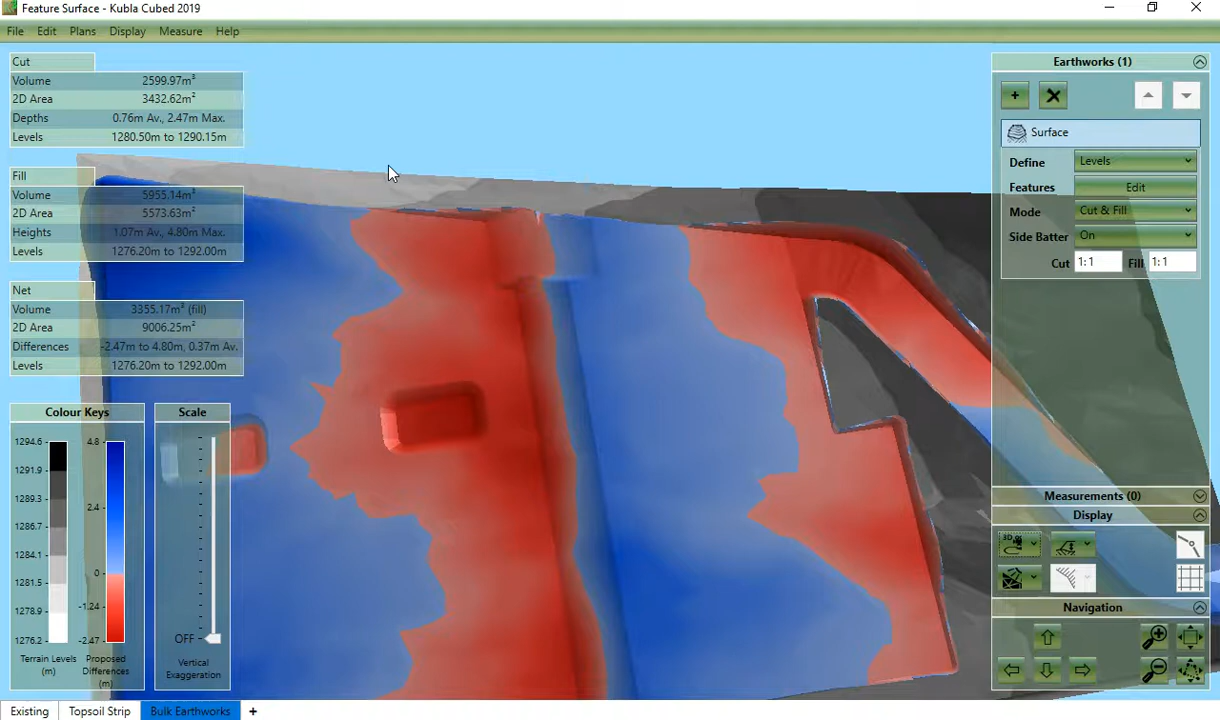 Feature Surface - Kubla Cubed 2019
File Edit Plans Display Measure Help
Cut
Volume 2599.97m³
2D Area 3432.62m²
Depths 0.76m Av., 2.47m Max.
Levels 1280.50m to 1290.15m
Fill
Volume 5955.14m³
2D Area 5573.63m²
Heights 1.07m Av., 4.80m Max.
Levels 1276.20m to 1292.00m
Net
Volume 3355.17m³ (fill)
2D Area 9006.25m²
Differences -2.47m to 4.80m, 0.37m Av.
Levels 1276.20m to 1292.00m
Colour Keys
1294.6
1291.9
1289.3
1286.7
1284.1
1281.5
1278.9
1276.2
4.8
2.4
0
-1.24
-2.47
Terrain Levels (m)
Proposed Differences (m)
Scale
OFF
Vertical Exaggeration
Earthworks (1)
+
Surface
Define Levels
Features Edit
Mode Cut & Fill
Side Batter On
Cut 1:1 Fill 1:1
Measurements (0)
Display
3D
Navigation
Existing Topsoil Strip Bulk Earthworks +